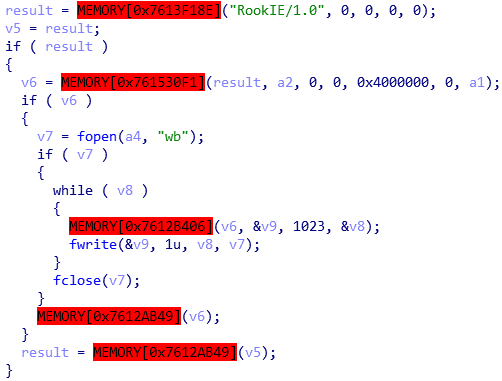 result = MEMORY[0x7613F18E]("RookIE/1.0", 0, 0, 0, 0);
v5 = result;
if ( result )
{
v6 = MEMORY[0x761530F1](result, a2, 0, 0, 0x4000000, 0, a1);
if ( v6 )
{
v7 = fopen(a4, "wb");
if ( v7 )
{
while ( v8 )
{
MEMORY[0x7612B406](v6, &v9, 1023, &v8);
fwrite(&v9, 1u, v8, v7);
}
fclose(v7);
}
MEMORY[0x7612AB49](v6);
}
result = MEMORY[0x7612AB49](v5);
}